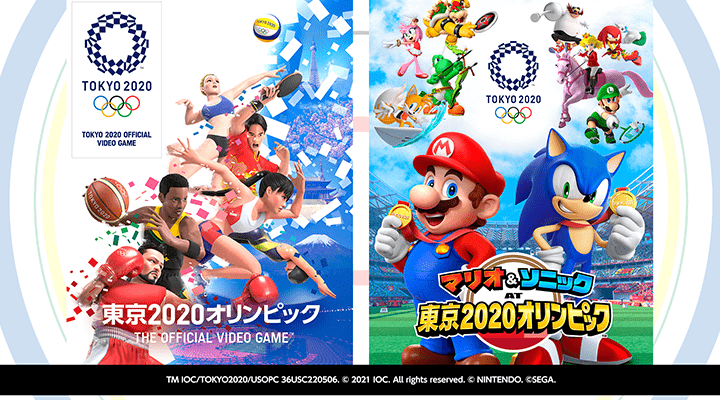 TOKYO 2020
TOKYO 2020 OFFICIAL
VIDEO GAME
東京2020オリンピック
THE OFFICIAL VIDEO GAME™
TOKYO 2020
マリオ&ソニック
AT
東京2020オリンピック
TM IOC/TOKYO2020/USOPC 36USC220506. © 2021 IOC. All rights reserved. © NINTENDO. ©SEGA.